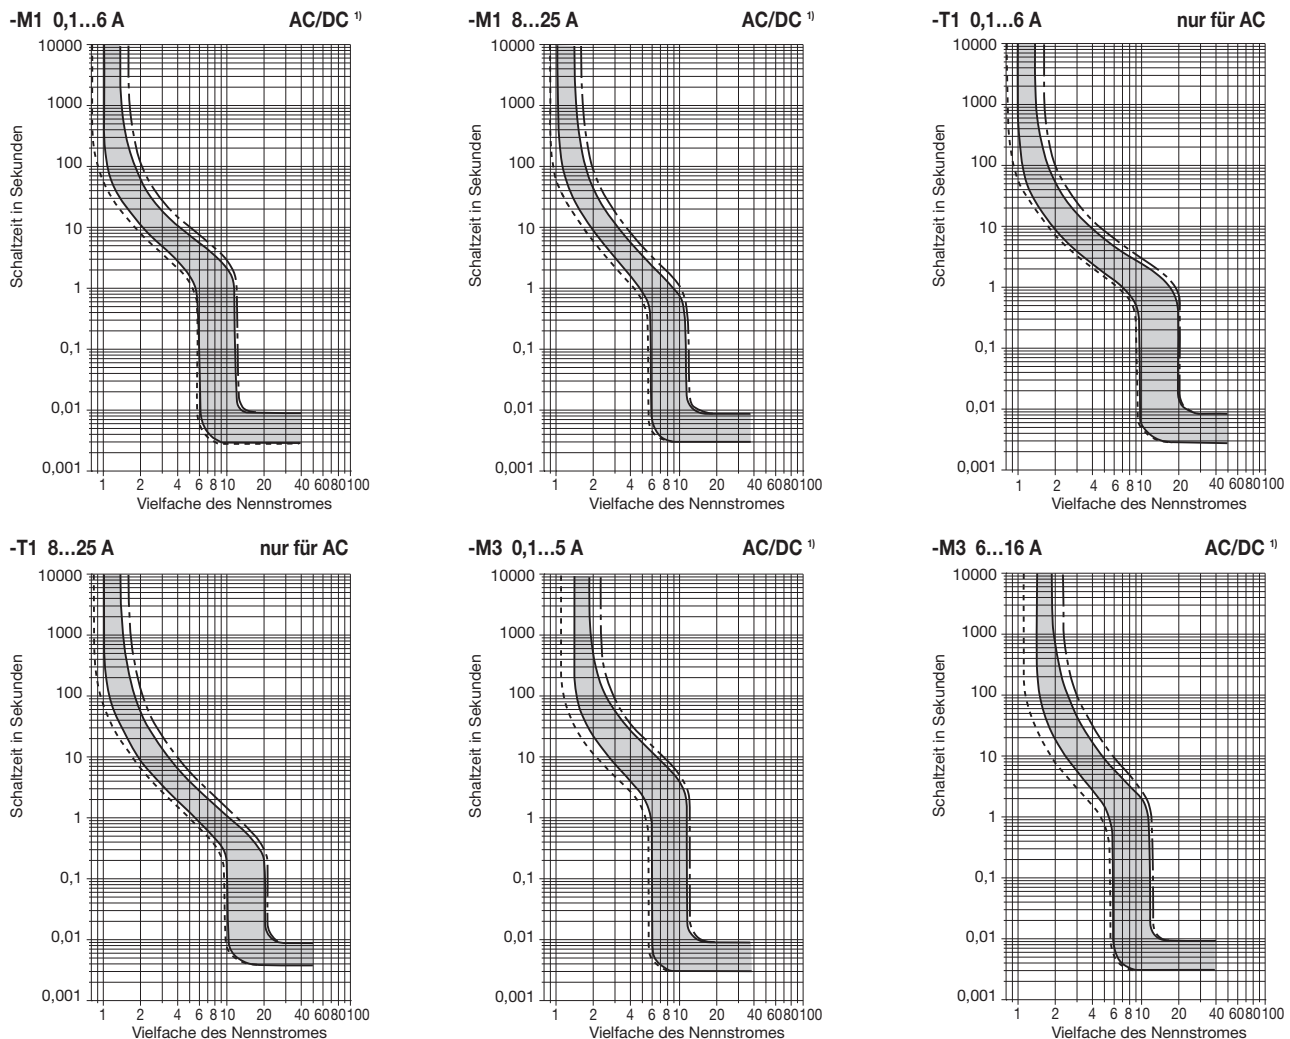 -M1 0,1...6 A AC/DC 1)
10000
1000
100
10
1
0,1
0,01
0,001
Schaltzeit in Sekunden
1 2 4 6 8 10 20 40 60 80 100
Vielfache des Nennstromes
-M1 8...25 A AC/DC 1)
10000
1000
100
10
1
0,1
0,01
0,001
Schaltzeit in Sekunden
1 2 4 6 8 10 20 40 60 80 100
Vielfache des Nennstromes
-T1 0,1...6 A nur für AC
10000
1000
100
10
1
0,1
0,01
0,001
Schaltzeit in Sekunden
1 2 4 6 8 10 20 40 60 80 100
Vielfache des Nennstromes
-T1 8...25 A nur für AC
10000
1000
100
10
1
0,1
0,01
0,001
Schaltzeit in Sekunden
1 2 4 6 8 10 20 40 60 80 100
Vielfache des Nennstromes
-M3 0,1...5 A AC/DC 1)
10000
1000
100
10
1
0,1
0,01
0,001
Schaltzeit in Sekunden
1 2 4 6 8 10 20 40 60 80 100
Vielfache des Nennstromes
-M3 6...16 A AC/DC 1)
10000
1000
100
10
1
0,1
0,01
0,001
Schaltzeit in Sekunden
1 2 4 6 8 10 20 40 60 80 100
Vielfache des Nennstromes